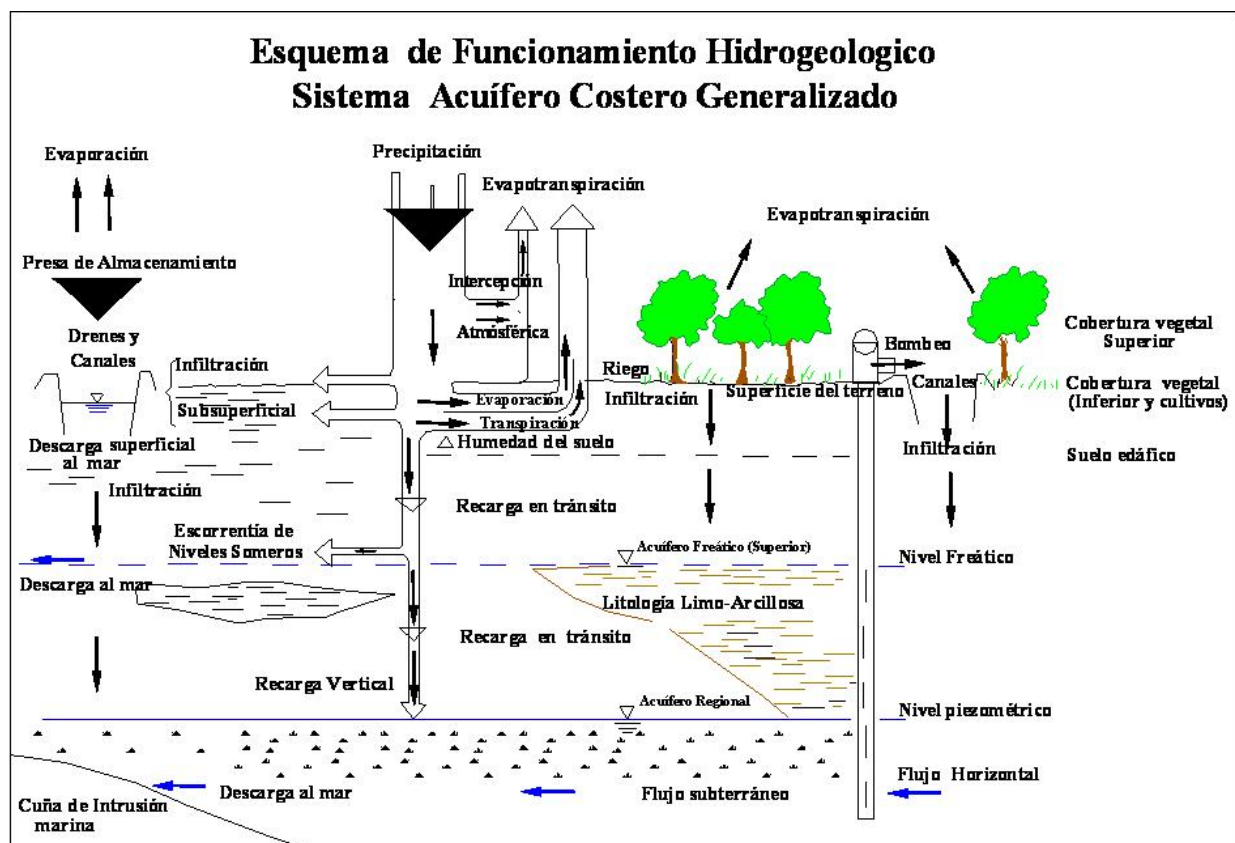 Esquema de Funcionamiento Hidrogeologico
Sistema Acuífero Costero Generalizado
Evaporación
Precipitación
Evapotranspiración
Evapotranspiración
Presa de Almacenamiento
Intercepción
Atmósférica
Drenes y
Canales
Infiltración
Subsuperficial
Bombeo
Cobertura vegetal
Superior
Riego
Infiltración
Superficie del terreno
Canales
Cobertura vegetal
(Inferior y cultivos)
Evaporación
Transpiración
Humedad del suelo
Descarga superficial
al mar
Infiltración
Infiltración
Suelo edáfico
Recarga en tránsito
Escorrentía de
Niveles Someros
Acuífero Freático (Superior)
Nivel Freático
Descarga al mar
Litología Limo-Arcillosa
Recarga en tránsito
Recarga Vertical
Acuífero Regional
Nivel piezométrico
Descarga al mar
Flujo subterráneo
Flujo Horizontal
Cuña de Intrusión
marina